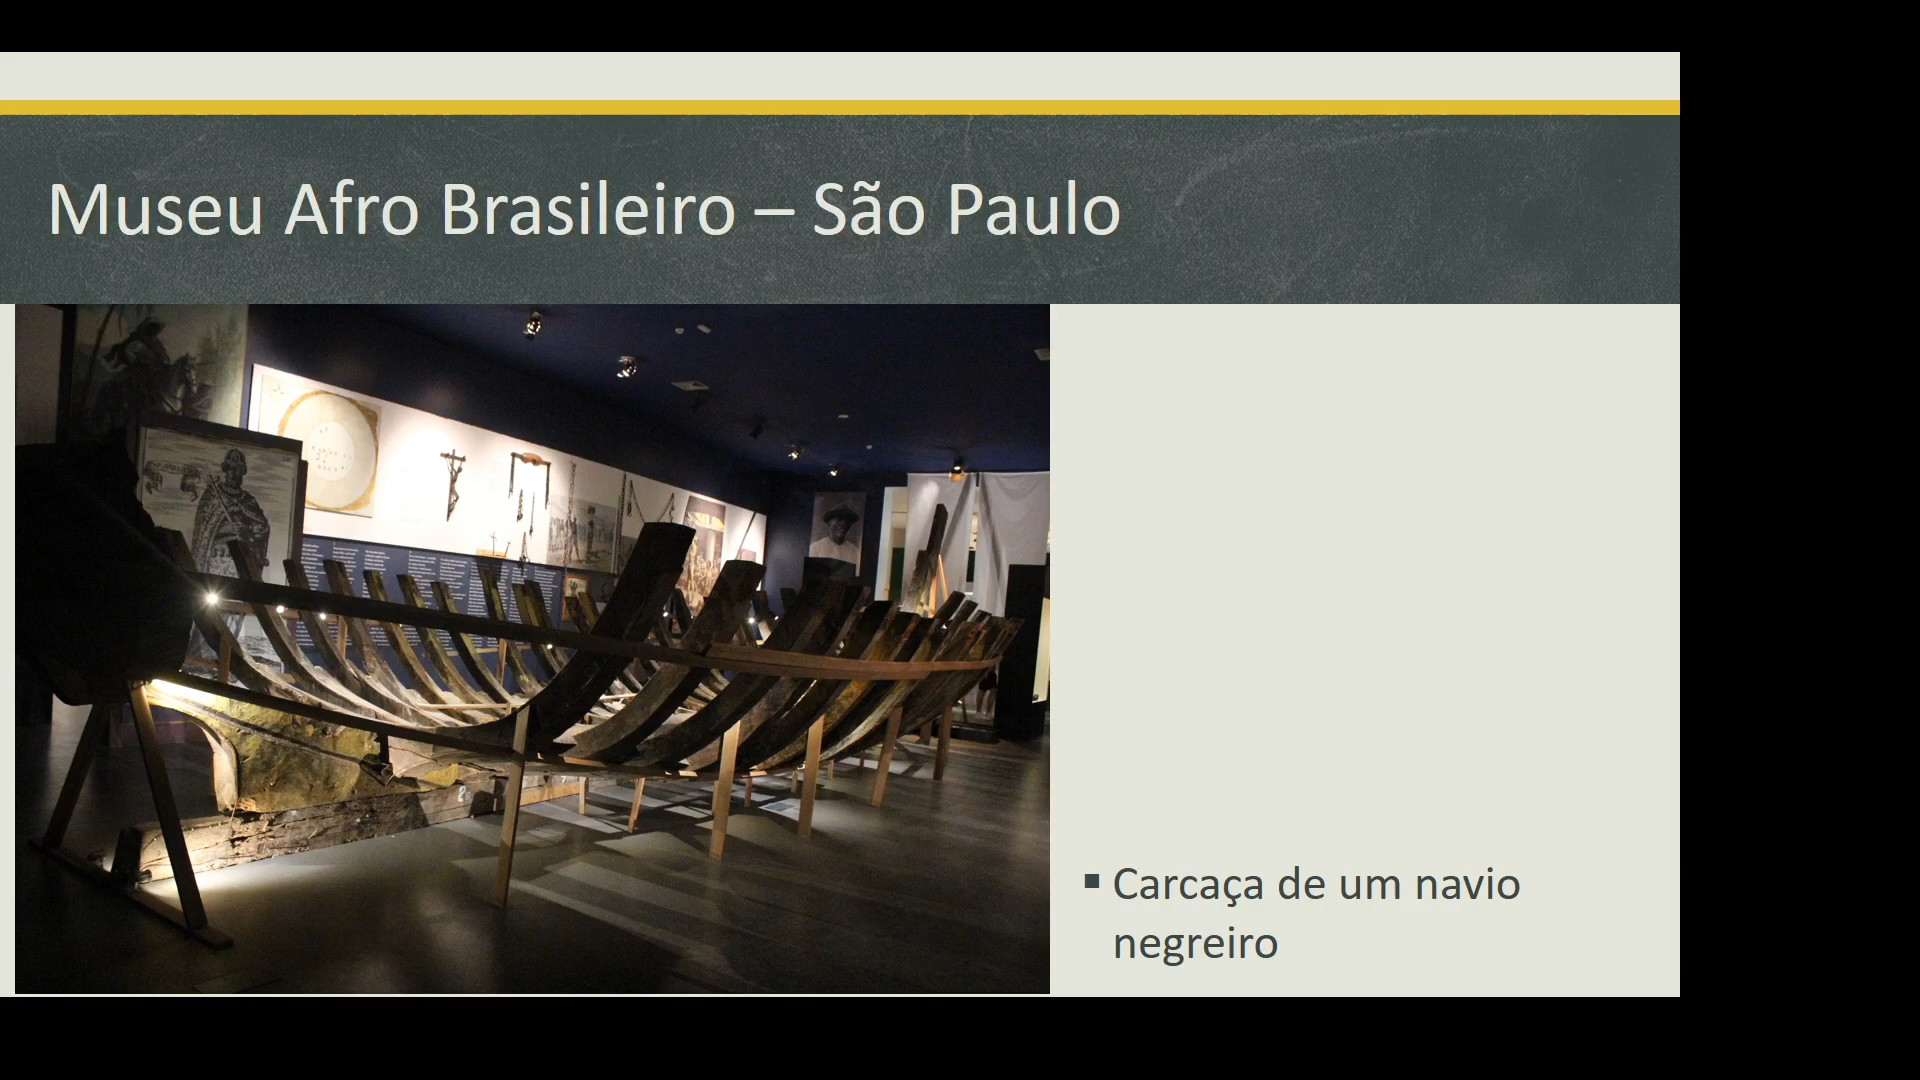 Museu Afro Brasileiro – São Paulo
▪ Carcaça de um navio
negreiro